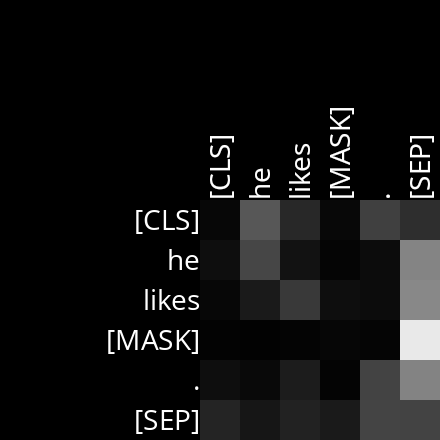 [CLS] he likes [MASK] . [SEP]
[CLS]
he
likes
[MASK]
.
[SEP]